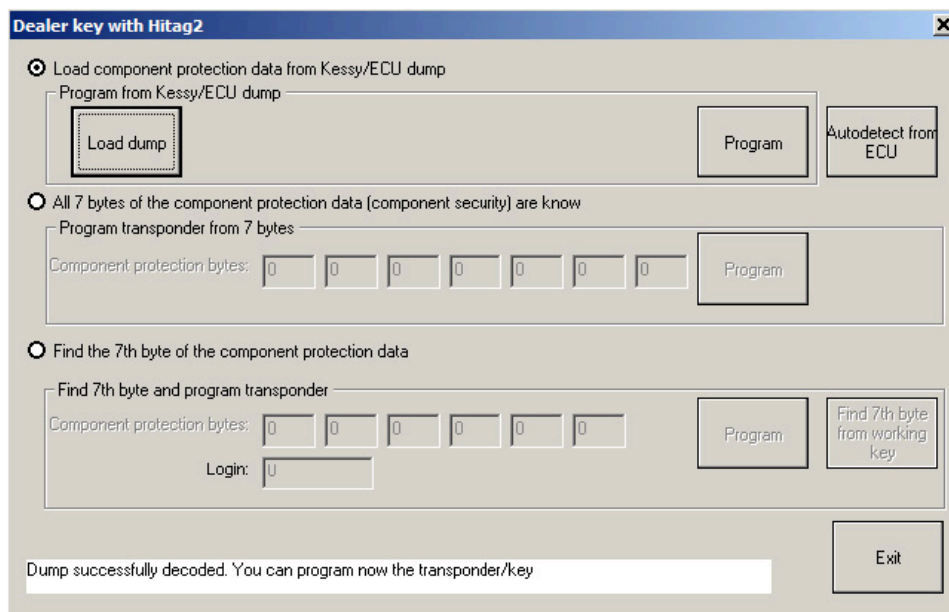 Dealer key with Hitag2
Load component protection data from Kessy/ECU dump
Program from Kessy/ECU dump
Load dump
Program
Autodetect from
ECU
All 7 bytes of the component protection data (component security) are know
Program transponder from 7 bytes
Component protection bytes: 0 0 0 0 0 0 0
Program
Find the 7th byte of the component protection data
Find 7th byte and program transponder
Component protection bytes: 0 0 0 0 0 0
Program
Find 7th byte
from working
key
Login: 0
Exit
Dump successfully decoded. You can program now the transponder/key